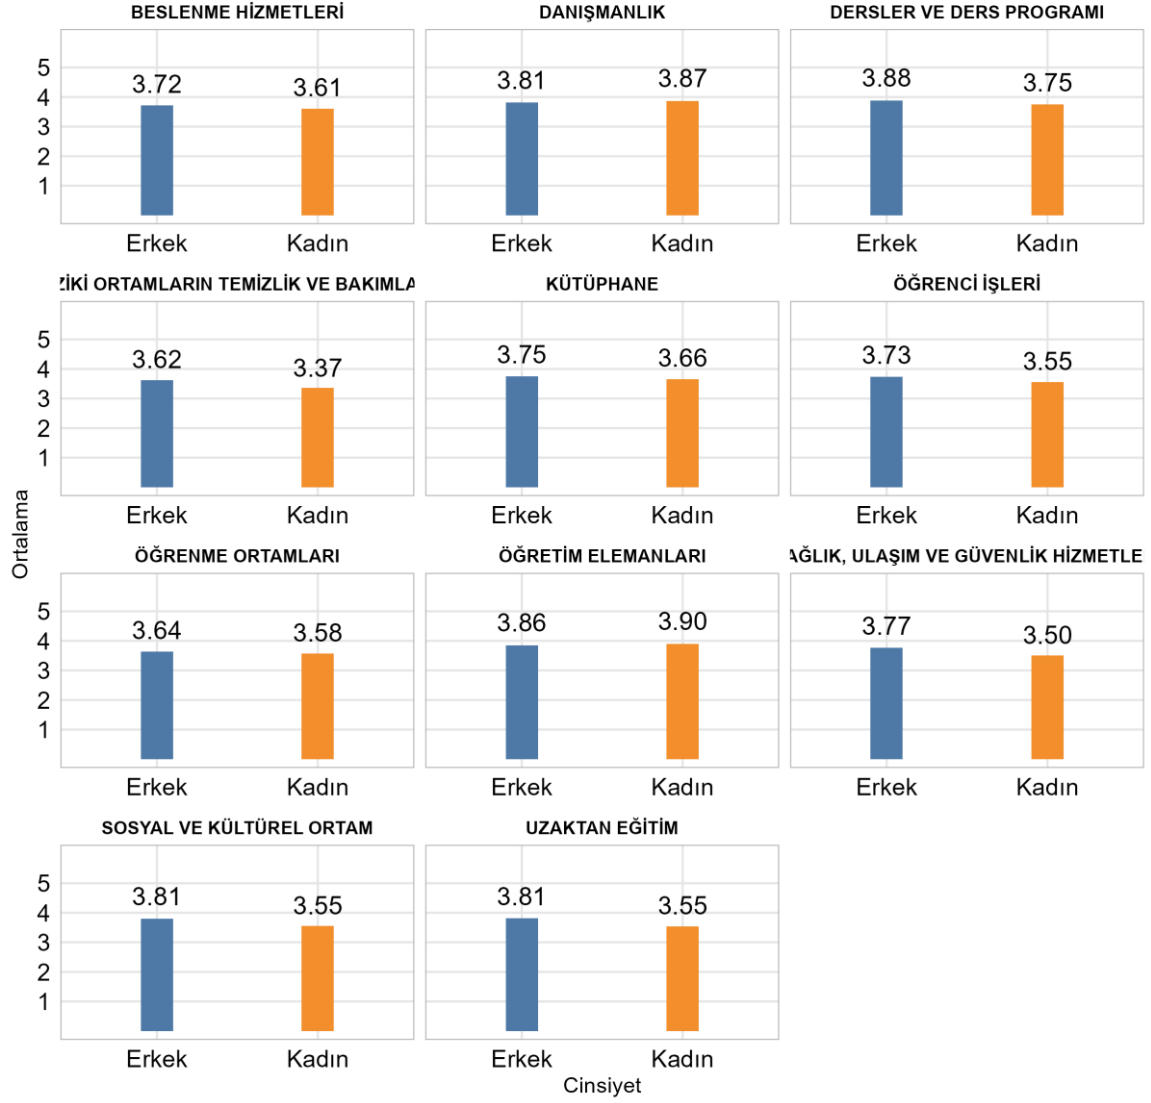 BESLENME HİZMETLERİ
5
4
3
2
1
3.72
3.61
Erkek
Kadın
DANIŞMANLIK
3.81
3.87
Erkek
Kadın
DERSLER VE DERS PROGRAMI
3.88
3.75
Erkek
Kadın
ZİKİ ORTAMLARIN TEMİZLİK VE BAKIMLA
5
4
3
2
1
3.62
3.37
Erkek
Kadın
KÜTÜPHANE
3.75
3.66
Erkek
Kadın
ÖĞRENCİ İŞLERİ
3.73
3.55
Erkek
Kadın
Ortalama
ÖĞRENME ORTAMLARI
5
4
3
2
1
3.64
3.58
Erkek
Kadın
ÖĞRETİM ELEMANLARI
3.86
3.90
Erkek
Kadın
AĞLIK, ULAŞIM VE GÜVENLİK HİZMETLE
3.77
3.50
Erkek
Kadın
SOSYAL VE KÜLTÜREL ORTAM
5
4
3
2
1
3.81
3.55
Erkek
Kadın
UZAKTAN EĞİTİM
3.81
3.55
Erkek
Kadın
Cinsiyet